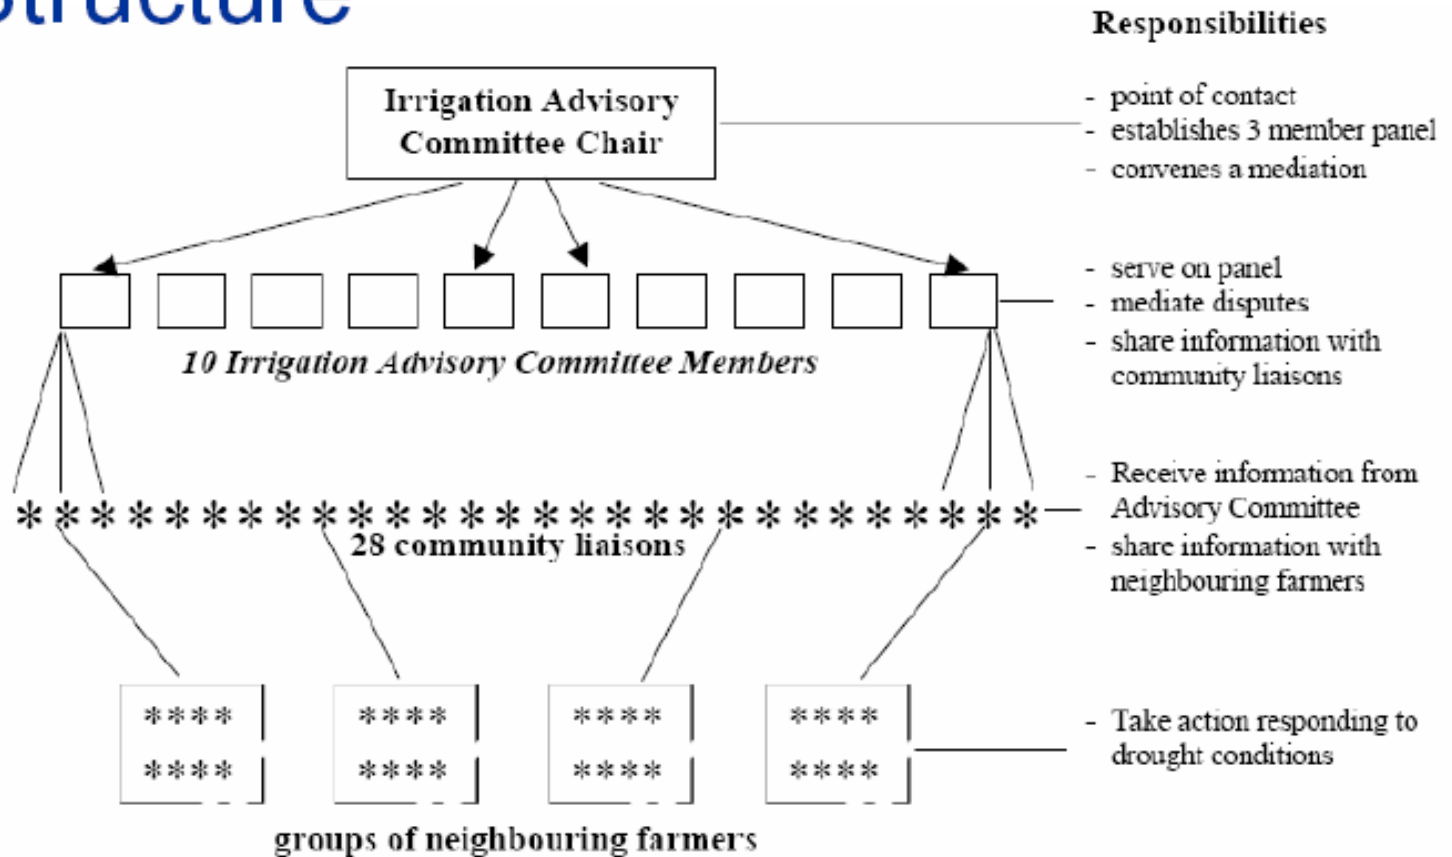 Structure
Responsibilities
Irrigation Advisory
Committee Chair
- point of contact
- establishes 3 member panel
- convenes a mediation
10 Irrigation Advisory Committee Members
- serve on panel
- mediate disputes
- share information with
community liaisons
28 community liaisons
- Receive information from
Advisory Committee
- share information with
neighbouring farmers
groups of neighbouring farmers
- Take action responding to
drought conditions